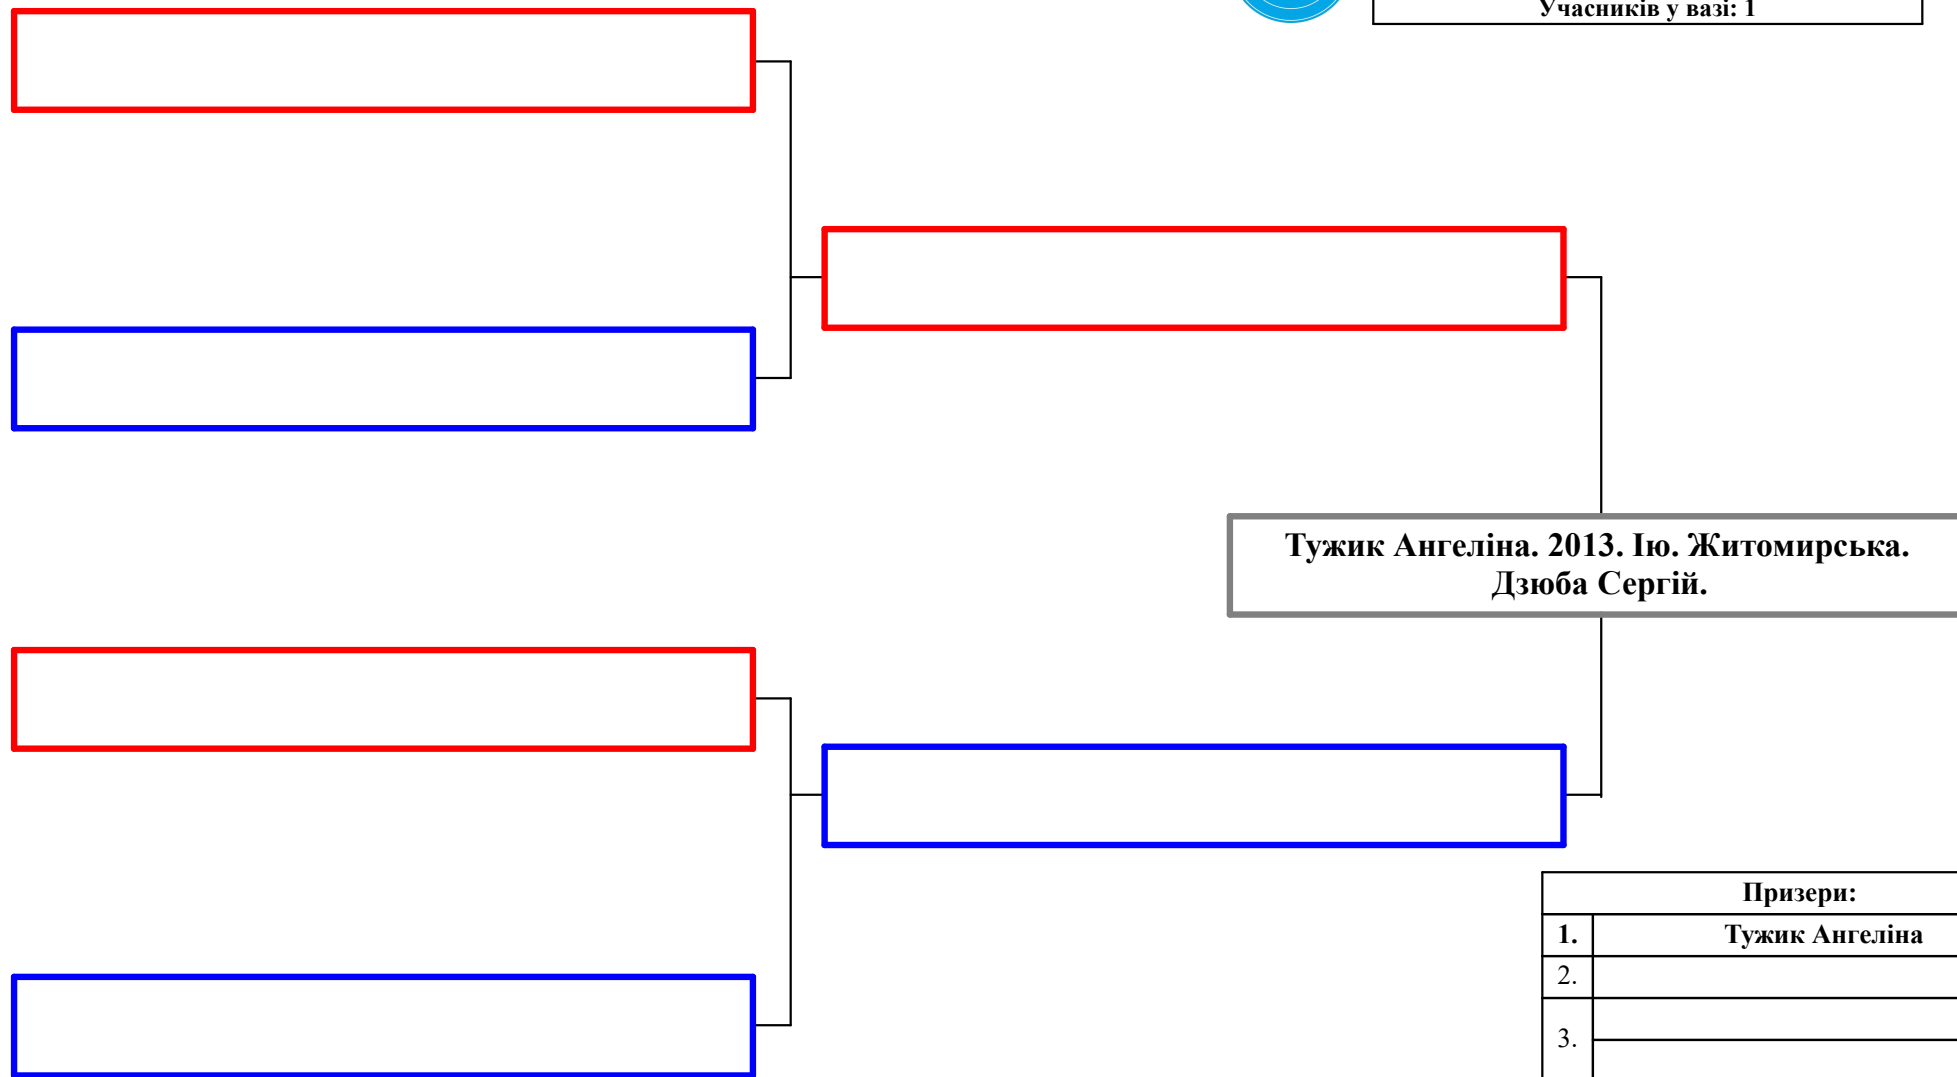 Учасників у вазі: 1
Тужик Ангеліна. 2013. Ію. Житомирська.
Дзюба Сергій.
Призери:
1. Тужик Ангеліна
2.
3.